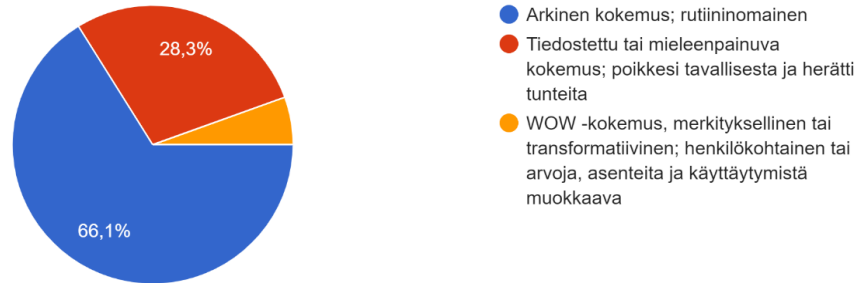 28,3%
66,1%
Arkinen kokemus; rutiininomainen
Tiedostettu tai mieleenpainuva
kokemus; poikkesi tavallisesta ja herätti
tunteita
WOW -kokemus, merkityksellinen tai
transformatiivinen; henkilökohtainen tai
arvoja, asenteita ja käyttäytymistä
muokkaava